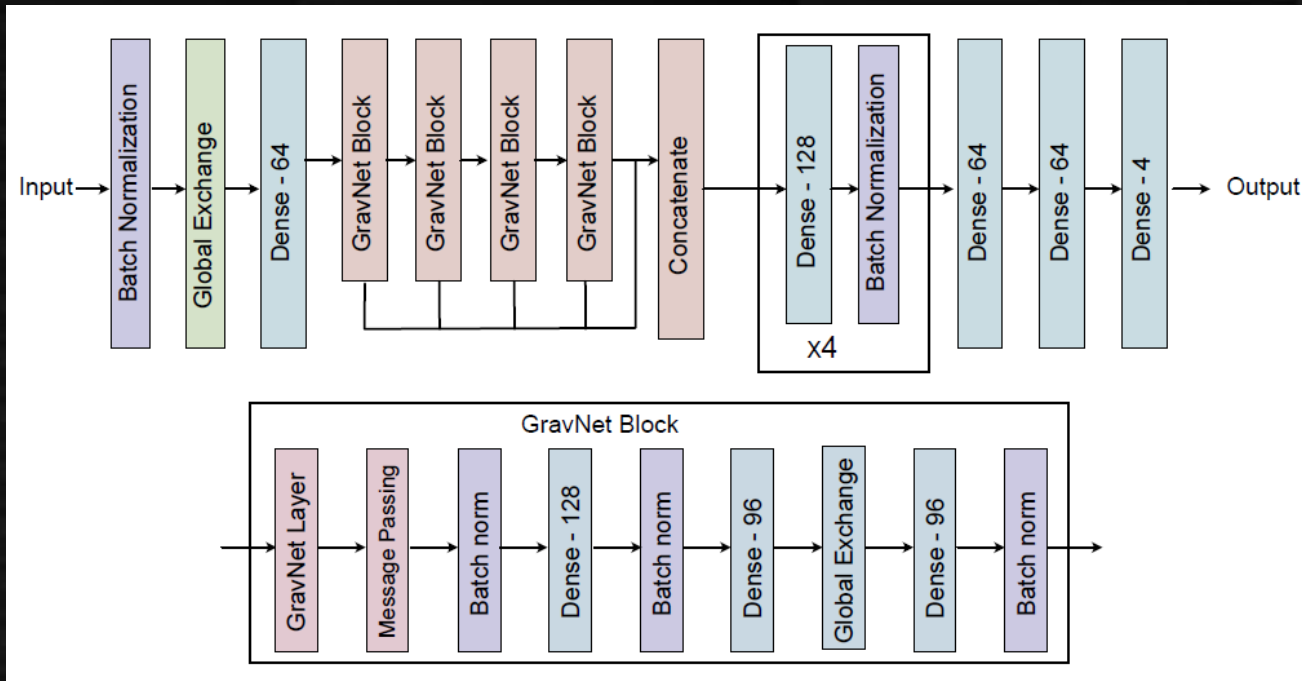 Input
Batch Normalization
Global Exchange
Dense - 64
GravNet Block
GravNet Block
GravNet Block
GravNet Block
Concatenate
Dense - 128
Batch Normalization
x4
Dense - 64
Dense - 64
Dense - 4
Output
GravNet Block
GravNet Layer
Message Passing
Batch norm
Dense - 128
Batch norm
Dense - 96
Global Exchange
Dense - 96
Batch norm